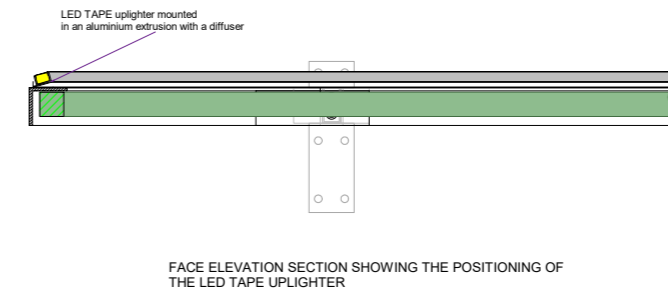 LED TAPE uplighter mounted
in an aluminium extrusion with a diffuser
FACE ELEVATION SECTION SHOWING THE POSITIONING OF
THE LED TAPE UPLIGHTER